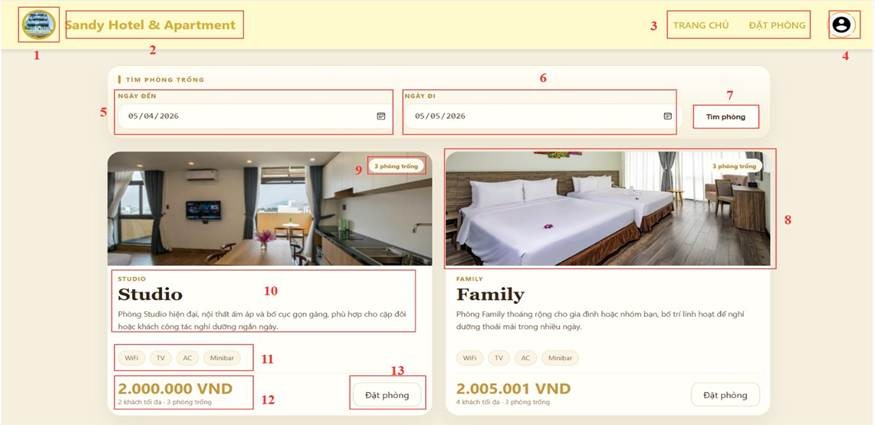 Sandy Hotel & Apartment
3
TRANG CHỦ
ĐẶT PHÒNG
1
2
4
TÌM PHÒNG TRỐNG
6
NGÀY ĐẾN
NGÀY ĐI
7
5
05/04/2026
05/05/2026
Tìm phòng
9
3 phòng trống
3 phòng trống
8
STUDIO
Studio
10
Phòng Studio hiện đại, nội thất ấm áp và bố cục gọn gàng, phù hợp cho cặp đôi
hoặc khách công tác nghỉ dưỡng ngắn ngày.
WiFi
TV
AC
Minibar
11
13
2.000.000 VND
2 khách tối đa · 3 phòng trống
12
Đặt phòng
FAMILY
Family
Phòng Family thoáng rộng cho gia đình hoặc nhóm bạn, bố trí linh hoạt để nghỉ
dưỡng thoải mái trong nhiều ngày.
WiFi
TV
AC
Minibar
2.005.001 VND
4 khách tối đa · 3 phòng trống
Đặt phòng